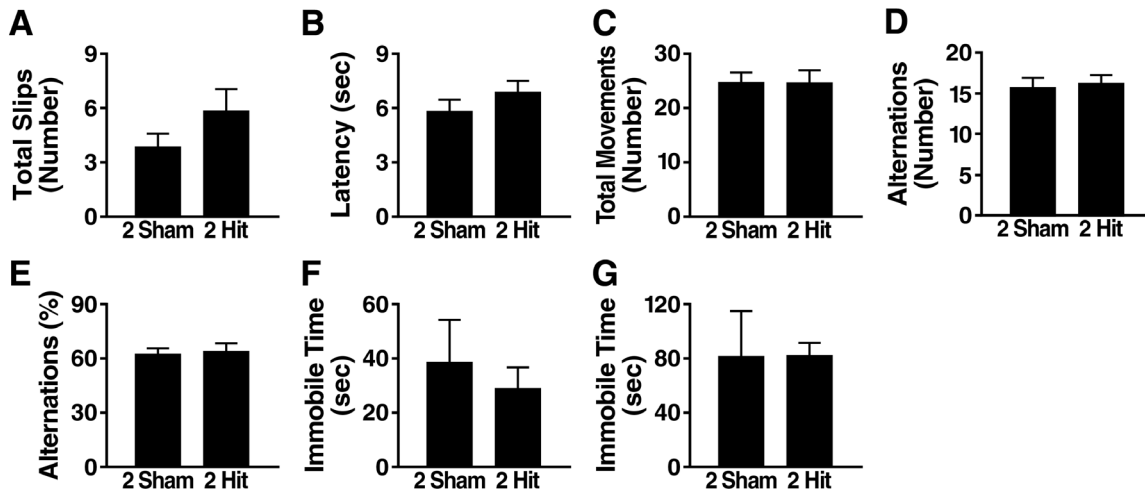 A
Total Slips
(Number)
9
6
3
0
2 Sham 2 Hit
B
Latency (sec)
9
6
3
0
2 Sham 2 Hit
C
Total Movements
(Number)
30
20
10
0
2 Sham 2 Hit
D
Alternations
(Number)
20
15
10
5
0
2 Sham 2 Hit
E
Alternations (%)
90
60
30
0
2 Sham 2 Hit
F
Immobile Time
(sec)
60
40
20
0
2 Sham 2 Hit
G
Immobile Time
(sec)
120
80
40
0
2 Sham 2 Hit